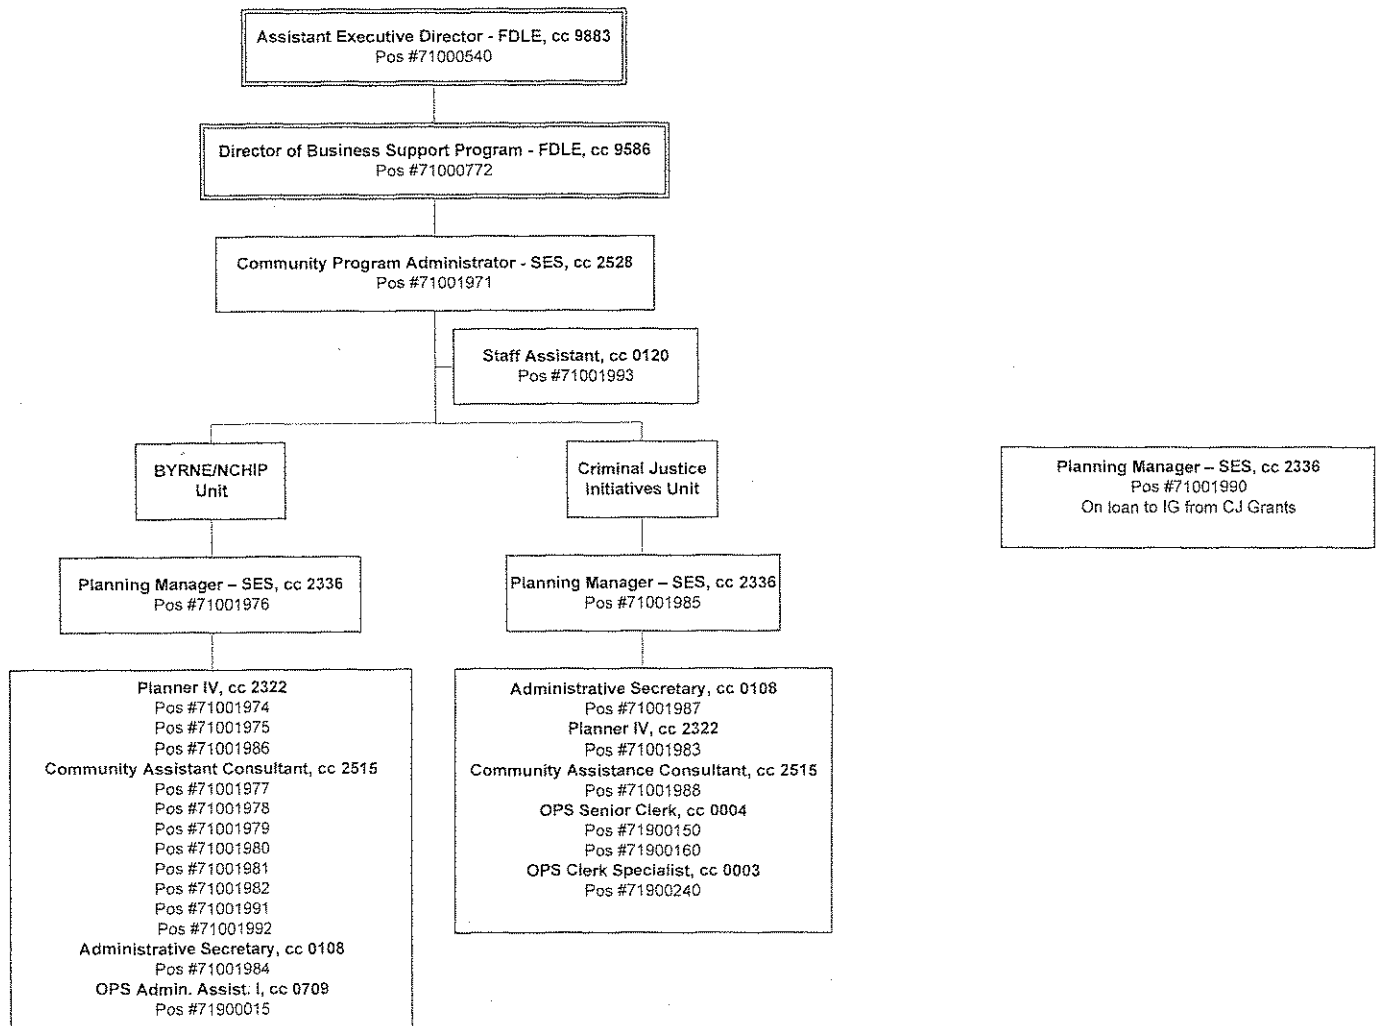 Assistant Executive Director - FDLE, cc 9883
Pos #71000540
Director of Business Support Program - FDLE, cc 9586
Pos #71000772
Community Program Administrator - SES, cc 2528
Pos #71001971
Staff Assistant, cc 0120
Pos #71001993
BYRNE/NCHIP
Unit
Criminal Justice
Initiatives Unit
Planning Manager – SES, cc 2336
Pos #71001990
On loan to IG from CJ Grants
Planning Manager – SES, cc 2336
Pos #71001976
Planning Manager – SES, cc 2336
Pos #71001985
Planner IV, cc 2322
Pos #71001974
Pos #71001975
Pos #71001986
Community Assistant Consultant, cc 2515
Pos #71001977
Pos #71001978
Pos #71001979
Pos #71001980
Pos #71001981
Pos #71001982
Pos #71001991
Pos #71001992
Administrative Secretary, cc 0108
Pos #71001984
OPS Admin. Assist. I, cc 0709
Pos #71900015
Administrative Secretary, cc 0108
Pos #71001987
Planner IV, cc 2322
Pos #71001983
Community Assistance Consultant, cc 2515
Pos #71001988
OPS Senior Clerk, cc 0004
Pos #71900150
Pos #71900160
OPS Clerk Specialist, cc 0003
Pos #71900240